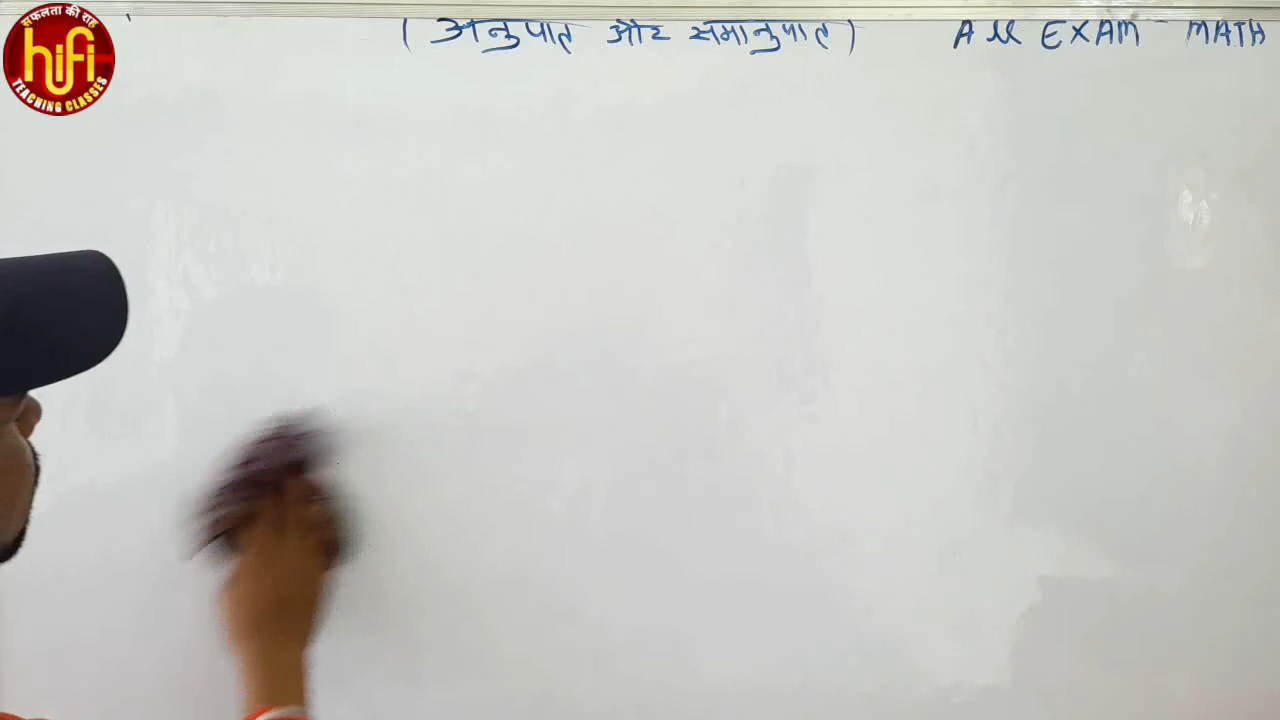 सफलता की राह
hifi
TEACHING CLASSES
( अनुपात और समानुपात ) All EXAM MATH